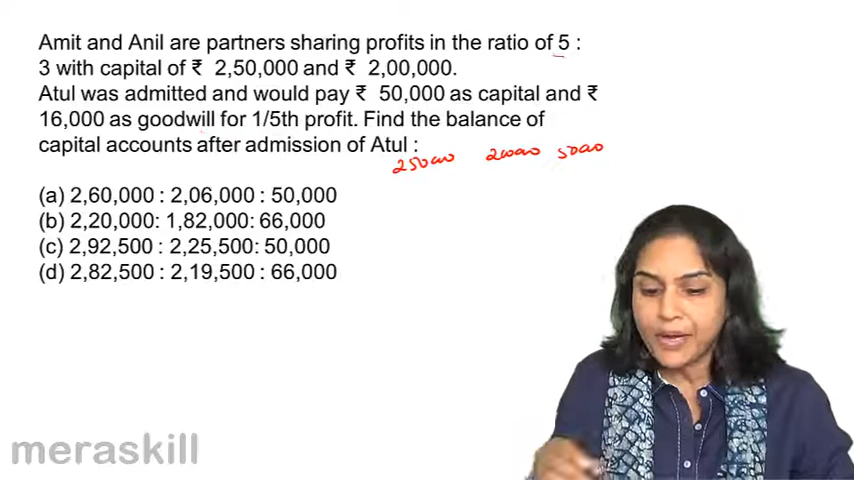 Amit and Anil are partners sharing profits in the ratio of 5 :
3 with capital of ₹ 2,50,000 and ₹ 2,00,000.
Atul was admitted and would pay ₹ 50,000 as capital and ₹
16,000 as goodwill for 1/5th profit. Find the balance of
capital accounts after admission of Atul :
(a) 2,60,000 : 2,06,000 : 50,000
(b) 2,20,000: 1,82,000: 66,000
(c) 2,92,500 : 2,25,500: 50,000
(d) 2,82,500 : 2,19,500 : 66,000
meraskill